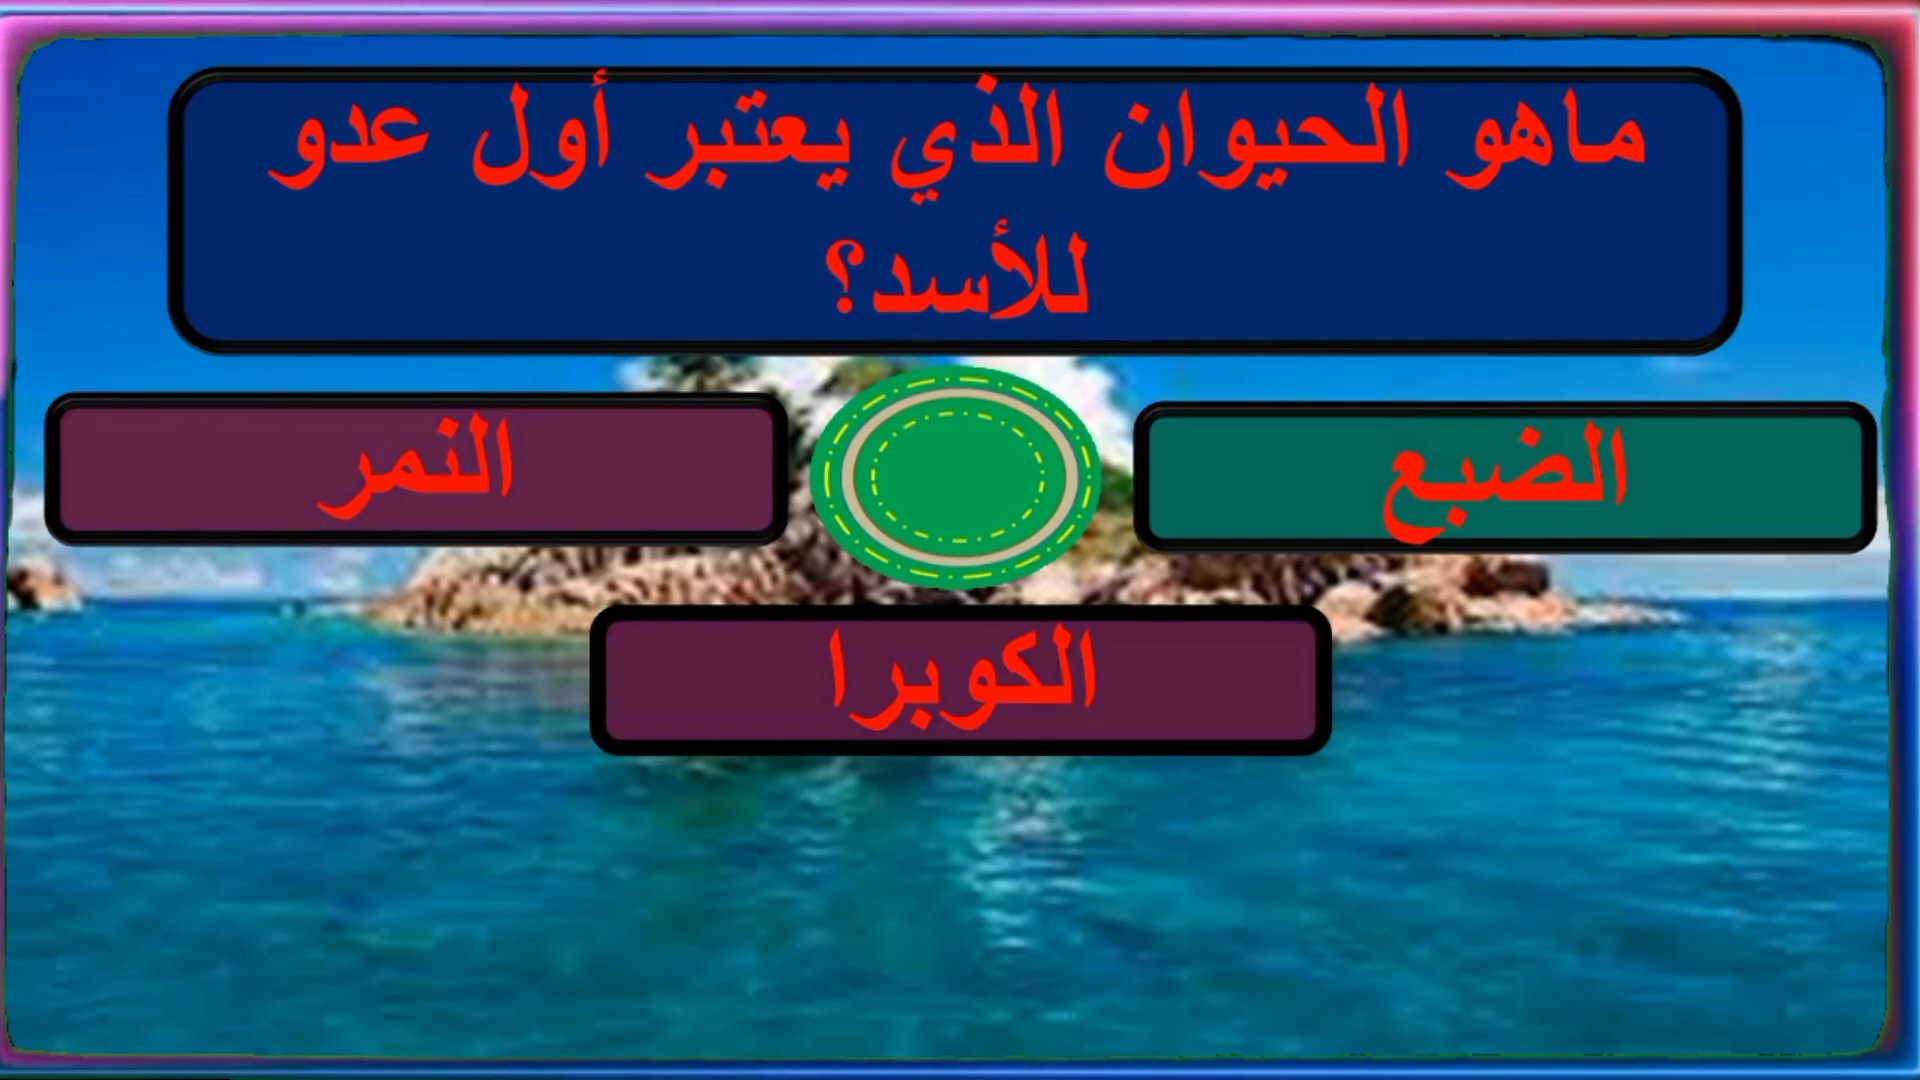 ماهو الحيوان الذي يعتبر أول عدو
للأسد؟
الضبع
النمر
الكوبرا